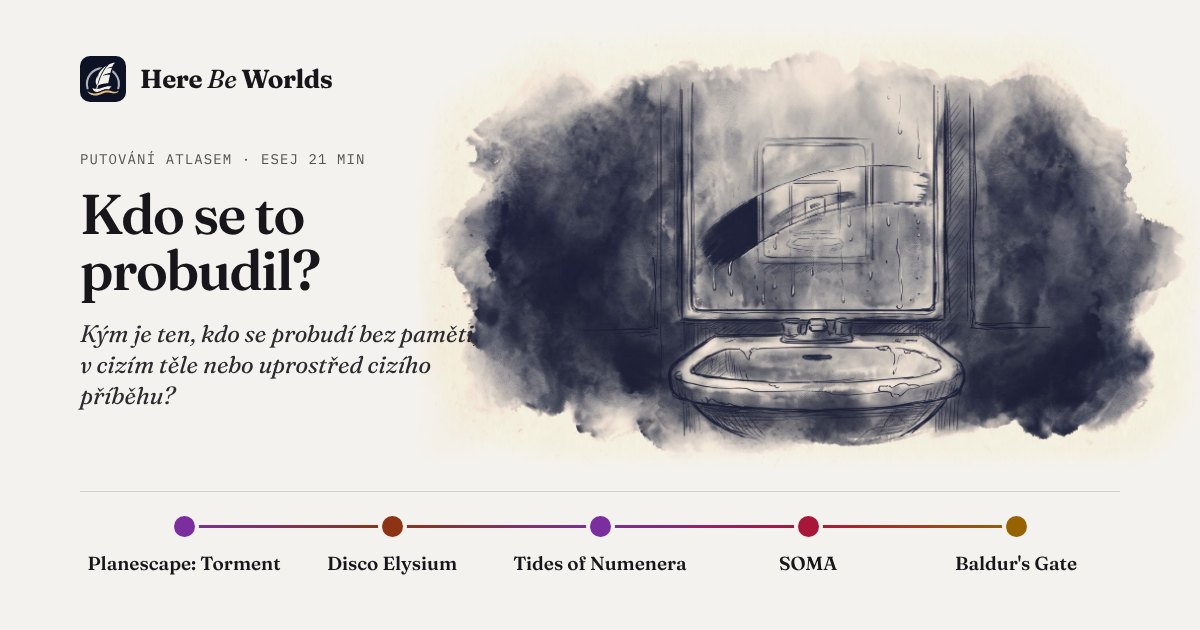 Here Be Worlds
PUTOVÁNÍ ATLASEM · ESEJ 21 MIN
Kdo se to
probudil?
Kým je ten, kdo se probudí bez paměti,
v cizím těle nebo uprostřed cizího
příběhu?
Planescape: Torment
Disco Elysium
Tides of Numenera
SOMA
Baldur's Gate